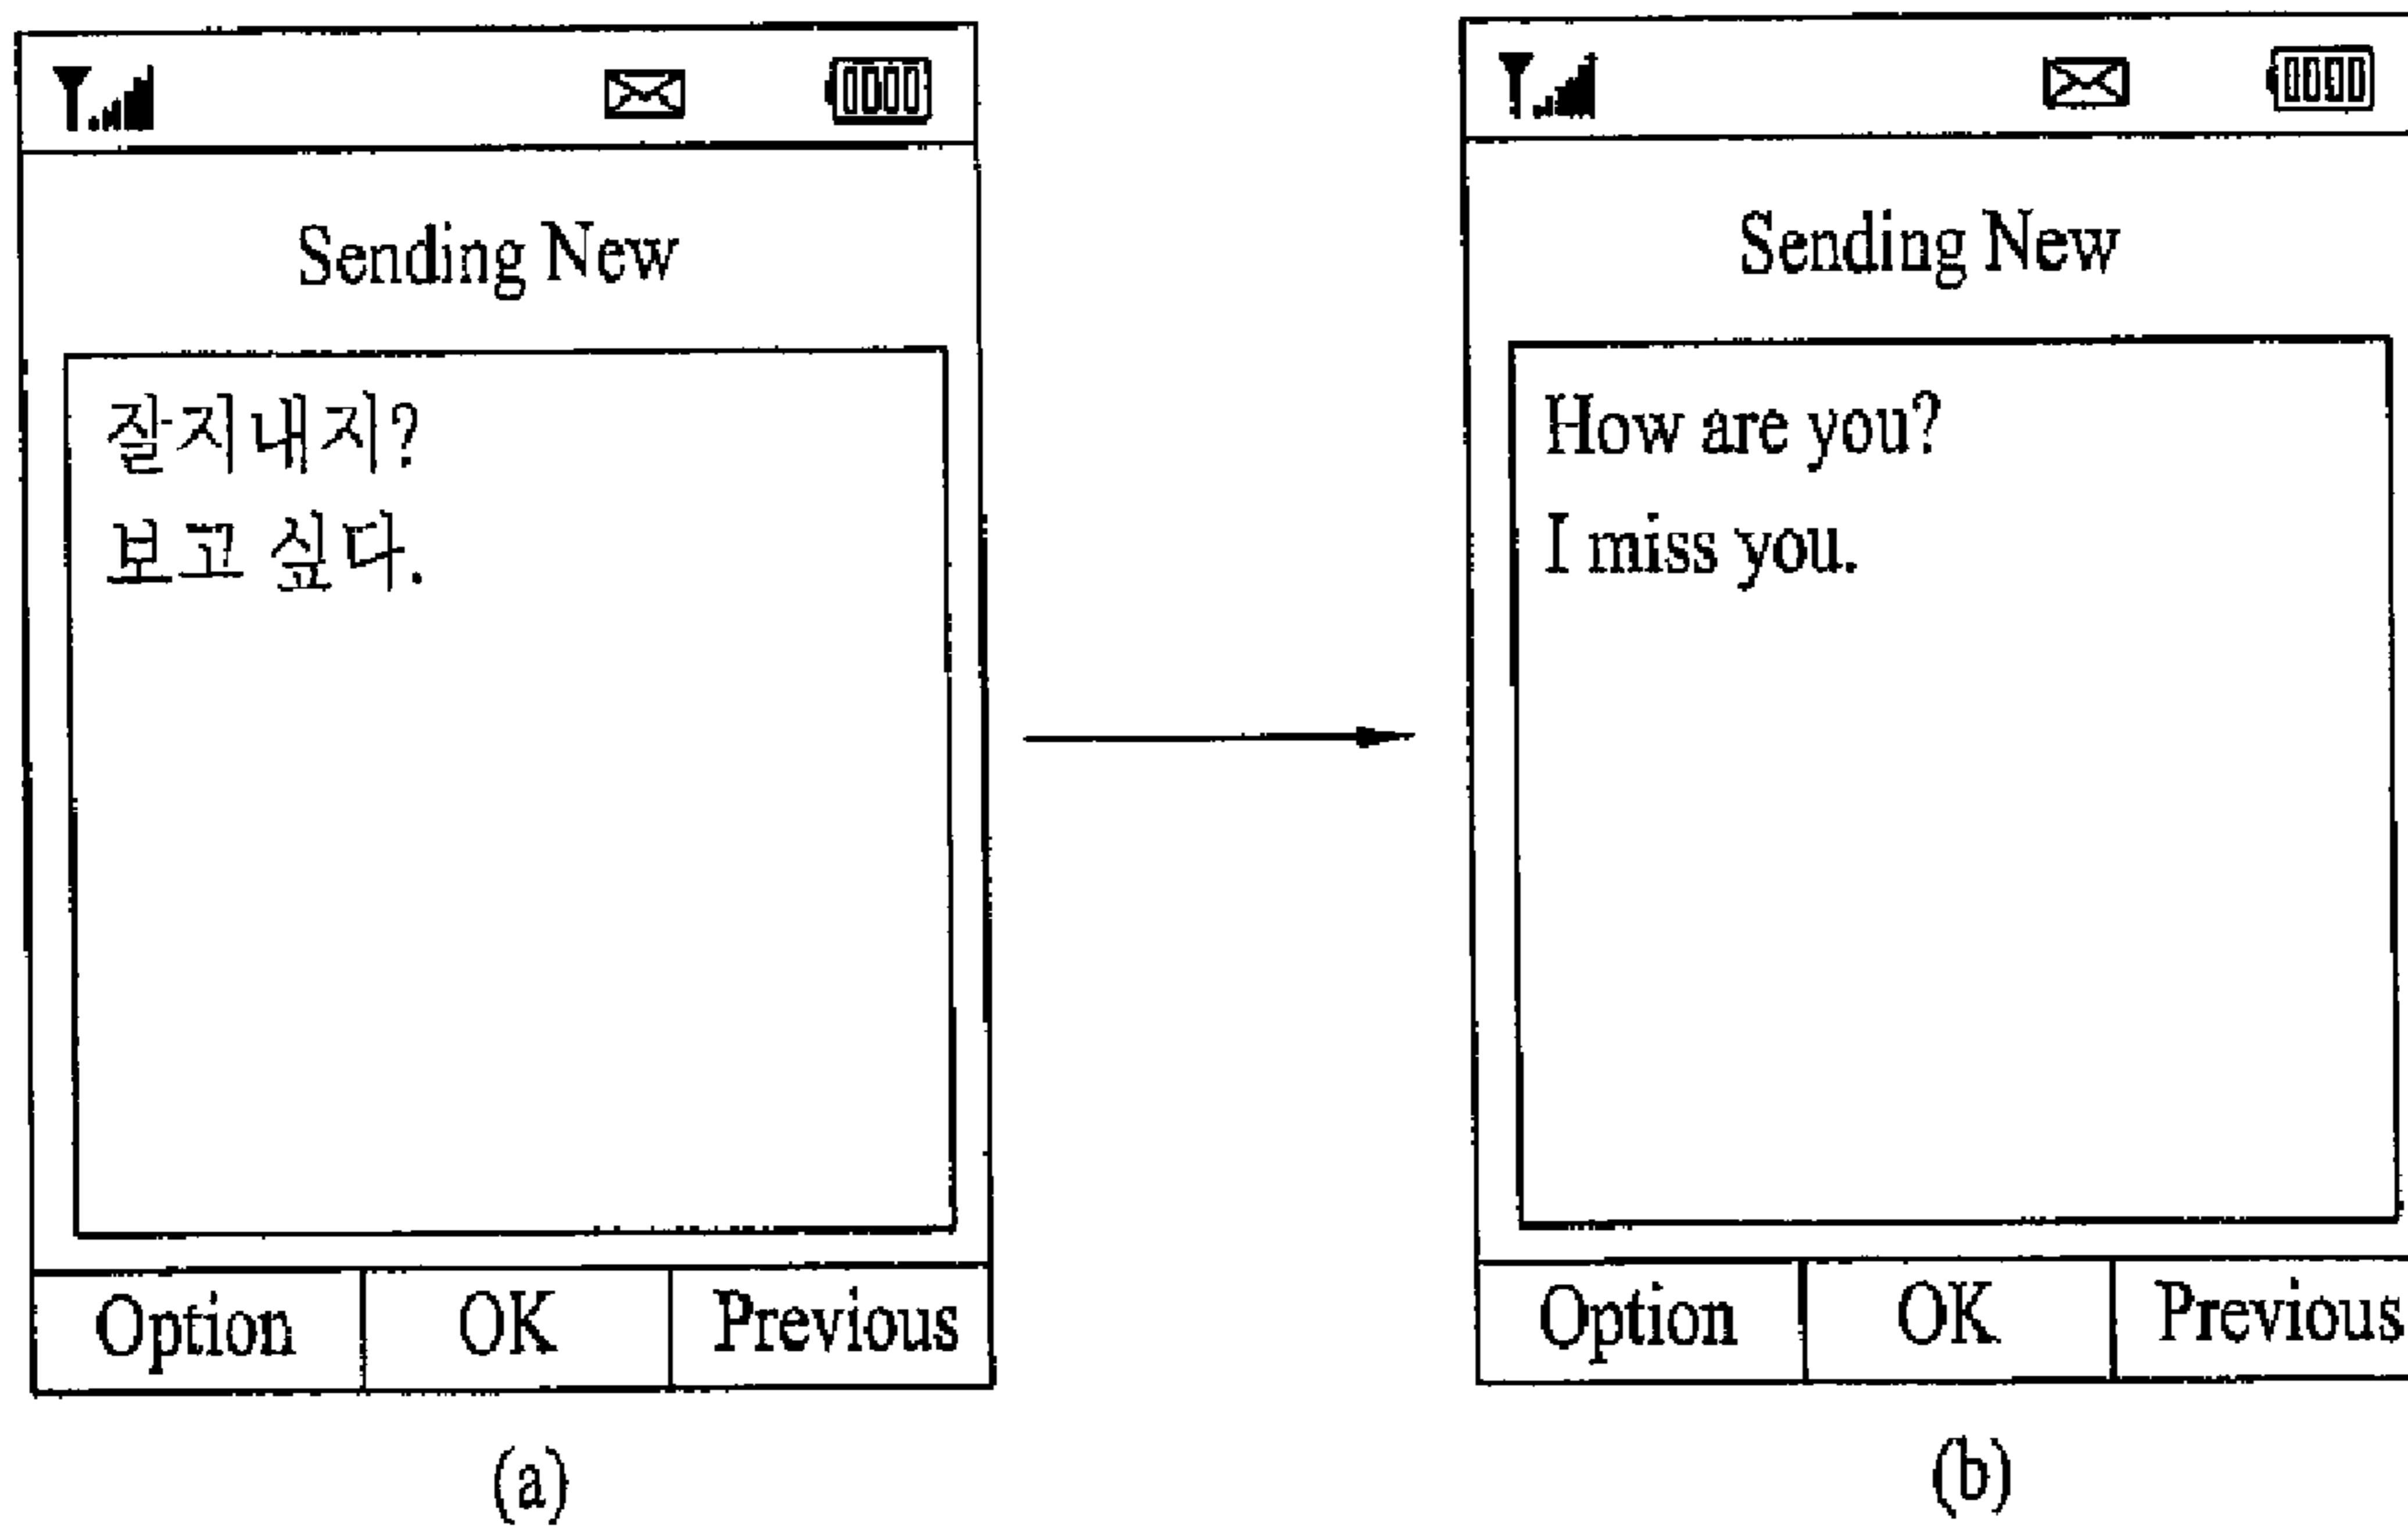 Sending New
잘지내지?
보고 싶다.
Option OK Previous
(a)
Sending New
How are you?
I miss you.
Option OK Previous
(b)